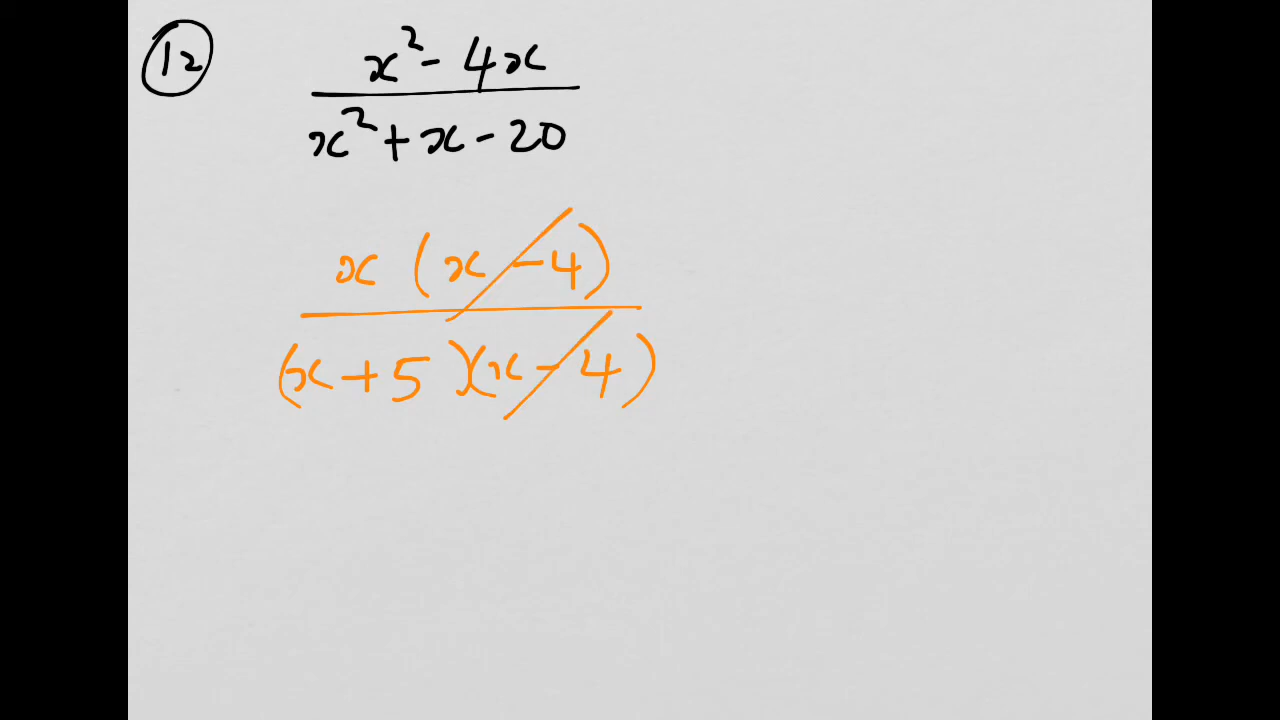 12
x² - 4x
x² + x - 20
x (x - 4)
(x + 5)(x - 4)